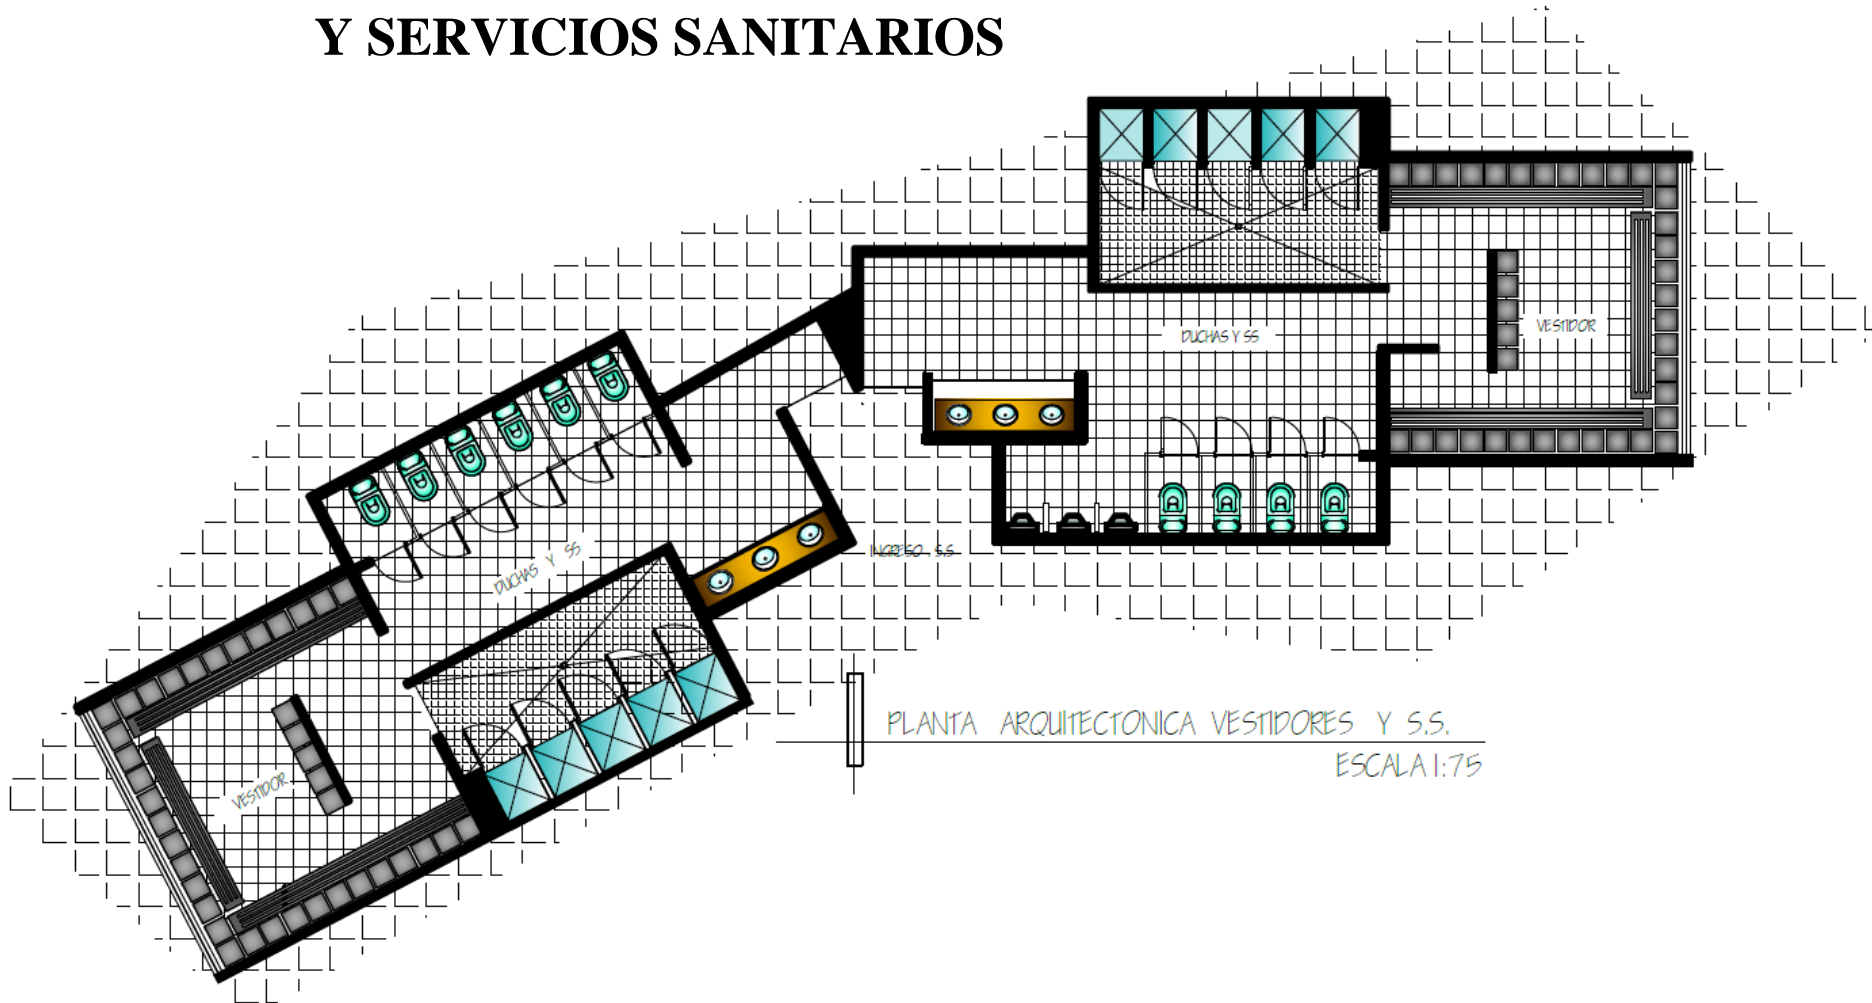 Y SERVICIOS SANITARIOS
DUCHAS Y SS
VESTIDOR
DUCHAS Y SS
INGRESO S.S
VESTIDOR
PLANTA ARQUITECTONICA VESTIDORES Y S.S.
ESCALA 1:75